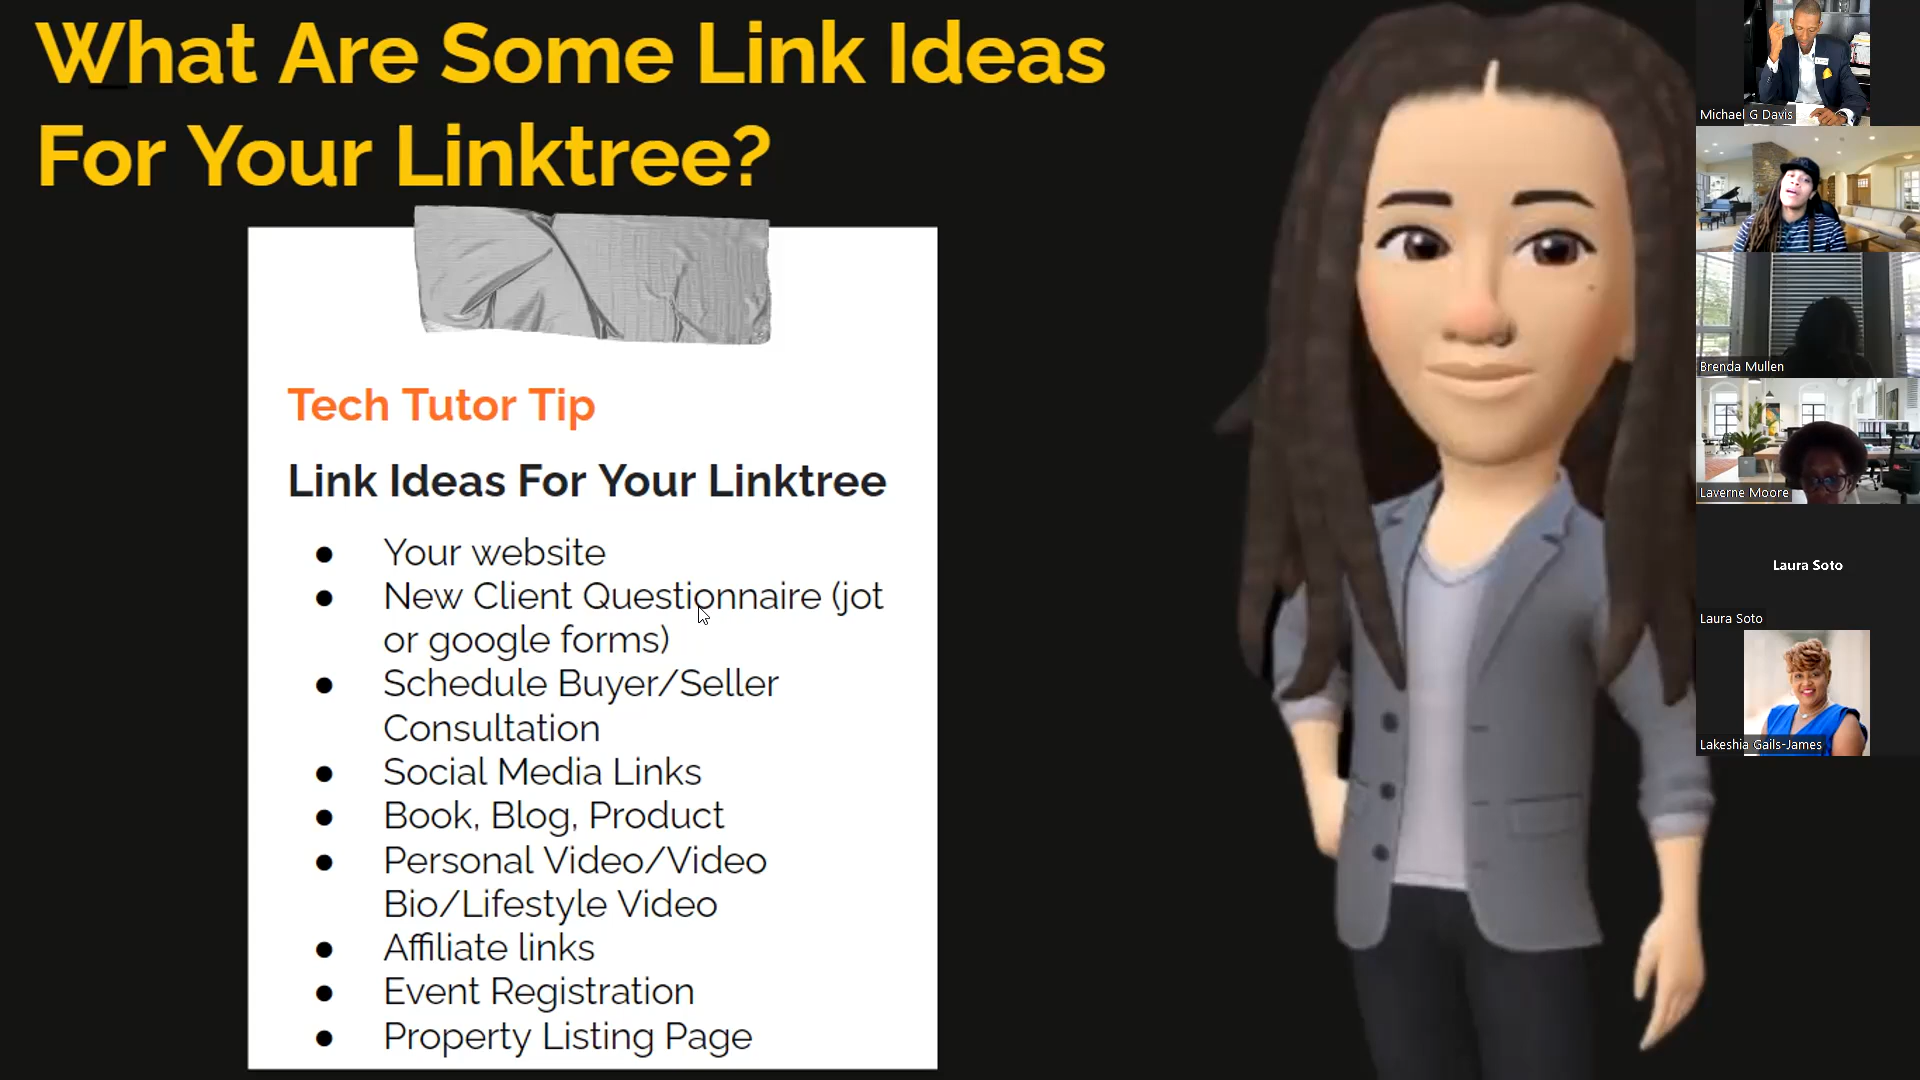 What Are Some Link Ideas
For Your Linktree?
Tech Tutor Tip
Link Ideas For Your Linktree
● Your website
● New Client Questionnaire (jot
or google forms)
● Schedule Buyer/Seller
Consultation
● Social Media Links
● Book, Blog, Product
● Personal Video/Video
Bio/Lifestyle Video
● Affiliate links
● Event Registration
● Property Listing Page
Michael G Davis
Brenda Mullen
Laverne Moore
Laura Soto
Laura Soto
Lakeshia Gails-James